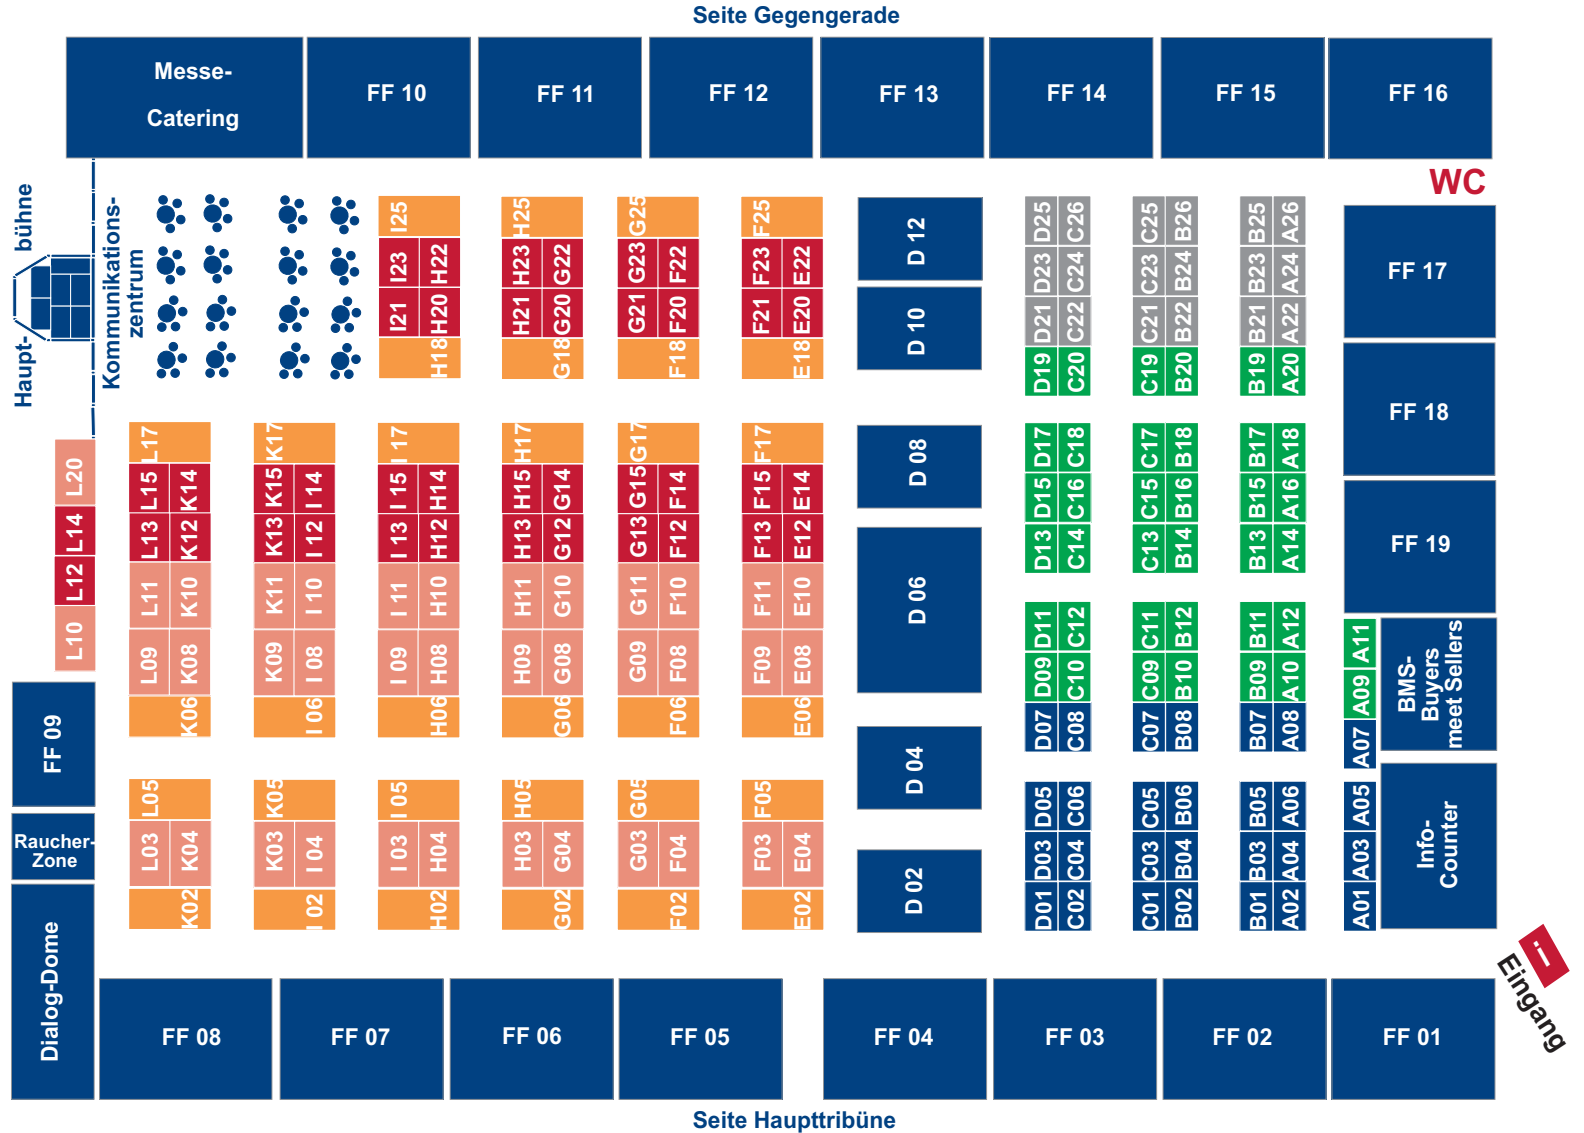 Seite Gegengerade
Messe-
Catering
FF 10
FF 11
FF 12
FF 13
FF 14
FF 15
FF 16
WC
Haupt- bühne
Kommunikations-
zentrum
I25
H25
G25
F25
I23 H22
H23 G22
G23 F22
F23 E22
I21 H20
H21 G20
G21 F20
F21 E20
H18
G18
F18
E18
D 12
D 10
D25 C26
C25 B26
B25 A26
D23 C24
C23 B24
B23 A24
D21 C22
C21 B22
B21 A22
D19 C20
C19 B20
B19 A20
FF 17
FF 18
FF 19
L20
L14
L12
L10
L17
K17
I 17
H17
G17
F17
L15 K14
K15 I 14
I 15 H14
H15 G14
G15 F14
F15 E14
L13 K12
K13 I 12
I 13 H12
H13 G12
G13 F12
F13 E12
L11 K10
K11 I 10
I 11 H10
H11 G10
G11 F10
F11 E10
L09 K08
K09 I 08
I 09 H08
H09 G08
G09 F08
F09 E08
K06
I 06
H06
G06
F06
E06
D 08
D 06
D 04
D 02
D17 C18
C17 B18
B17 A18
D15 C16
C15 B16
B15 A16
D13 C14
C13 B14
B13 A14
D11 C12
C11 B12
B11 A12
D09 C10
C09 B10
B09 A10
D07 C08
C07 B08
B07 A08
A11
A09
A07
BMS-
Buyers
meet Sellers
FF 09
Raucher-
Zone
Dialog-Dome
L05
K05
I 05
H05
G05
F05
L03 K04
K03 I 04
I 03 H04
H03 G04
G03 F04
F03 E04
K02
I 02
H02
G02
F02
E02
D05 C06
C05 B06
B05 A06
A05
D03 C04
C03 B04
B03 A04
A03
D01 C02
C01 B02
B01 A02
A01
Info-
Counter
i
Eingang
FF 08
FF 07
FF 06
FF 05
FF 04
FF 03
FF 02
FF 01
Seite Haupttribüne